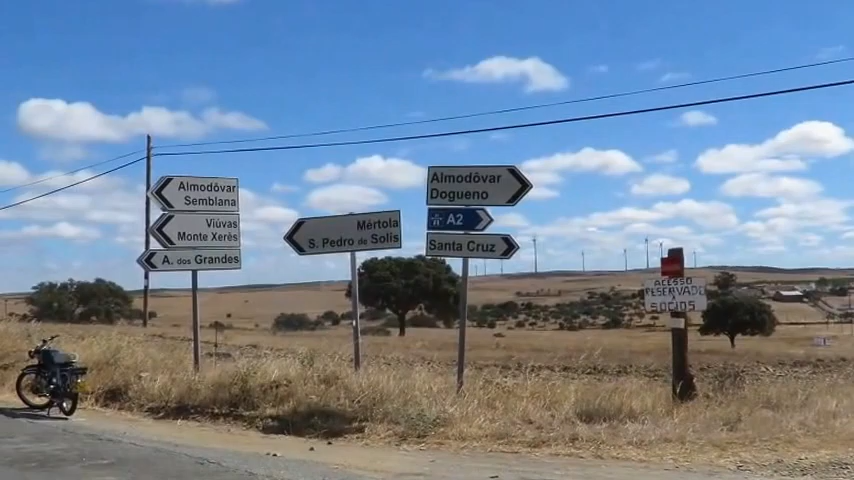 Almodôvar
Semblana
Viúvas
Monte Xerês
A. dos Grandes
Mértola
S. Pedro de Solis
Almodôvar
Dogueno
A2
Santa Cruz
ACESSO
RESERVADO A
SÓCIOS